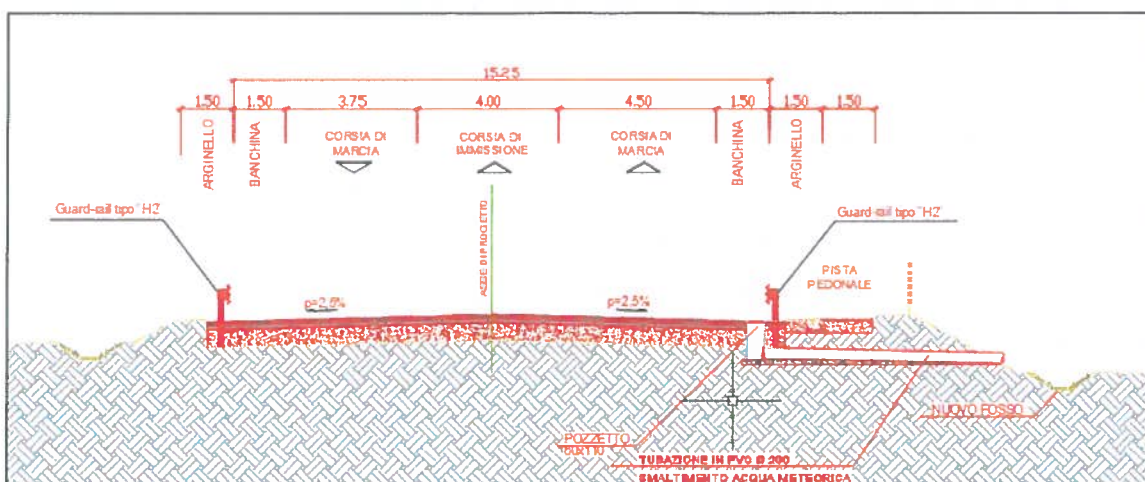 15.25
1.50 1.50 3.75 4.00 4.50 1.50 1.50 1.50
ARGINELLO
BANCHINA
CORSIA DI
MARCIA
CORSIA DI
IMMISSIONE
CORSIA DI
MARCIA
BANCHINA
ARGINELLO
Guard-rail tipo "H2"
Guard-rail tipo "H2"
ASSE DI PROGETTO
PISTA
PEDONALE
p=2.5%
p=2.5%
NUOVO FOSSO
POZZETTO
TUBAZIONE IN PVC Ø 200
SMALTIMENTO ACQUA METEORICA